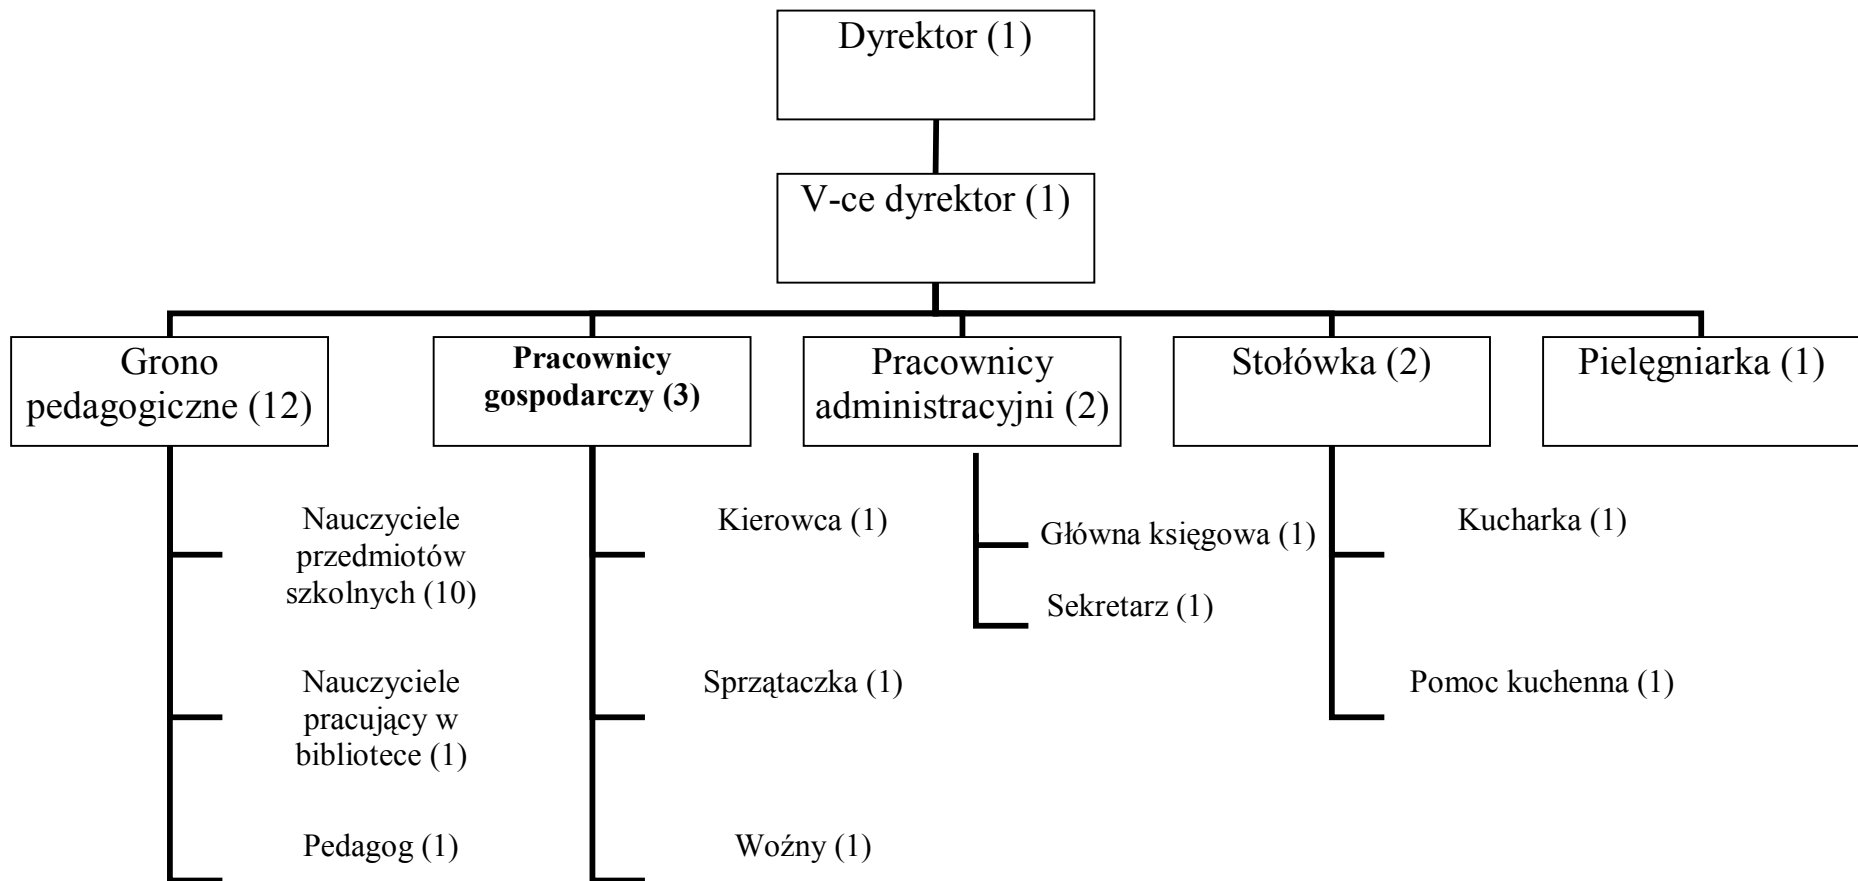 Dyrektor (1)
V-ce dyrektor (1)
Grono
pedagogiczne (12)
Pracownicy
gospodarczy (3)
Pracownicy
administracyjni (2)
Stołówka (2)
Pielęgniarka (1)
Nauczyciele
przedmiotów
szkolnych (10)
Nauczyciele
pracujący w
bibliotece (1)
Pedagog (1)
Kierowca (1)
Sprzątaczka (1)
Woźny (1)
Główna księgowa (1)
Sekretarz (1)
Kucharka (1)
Pomoc kuchenna (1)